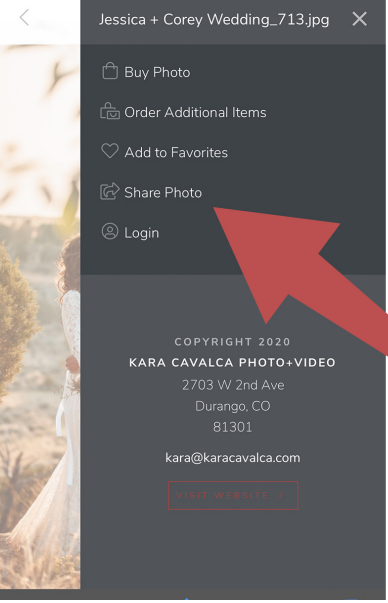 Jessica + Corey Wedding_713.jpg
Buy Photo
Order Additional Items
Add to Favorites
Share Photo
Login
COPYRIGHT 2020
KARA CAVALCA PHOTO+VIDEO
2703 W 2nd Ave
Durango, CO
81301
kara@karacavalca.com
VISIT WEBSITE